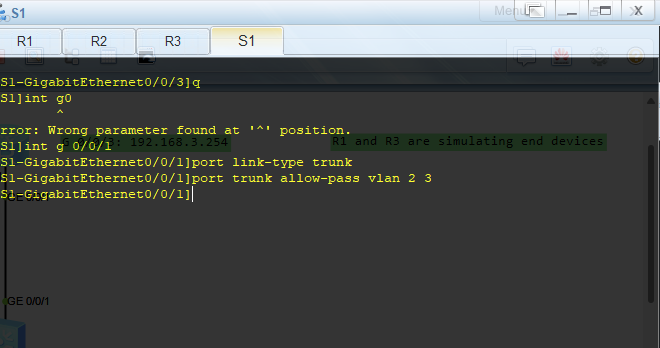 S1
Menu
R1 R2 R3 S1
S1-GigabitEthernet0/0/3]q
S1]int g0
^
rror: Wrong parameter found at '^' position.
192.168.3.254 R1 and R3 are simulating end devices
S1]int g 0/0/1
S1-GigabitEthernet0/0/1]port link-type trunk
S1-GigabitEthernet0/0/1]port trunk allow-pass vlan 2 3
S1-GigabitEthernet0/0/1]
GE 0/0/1